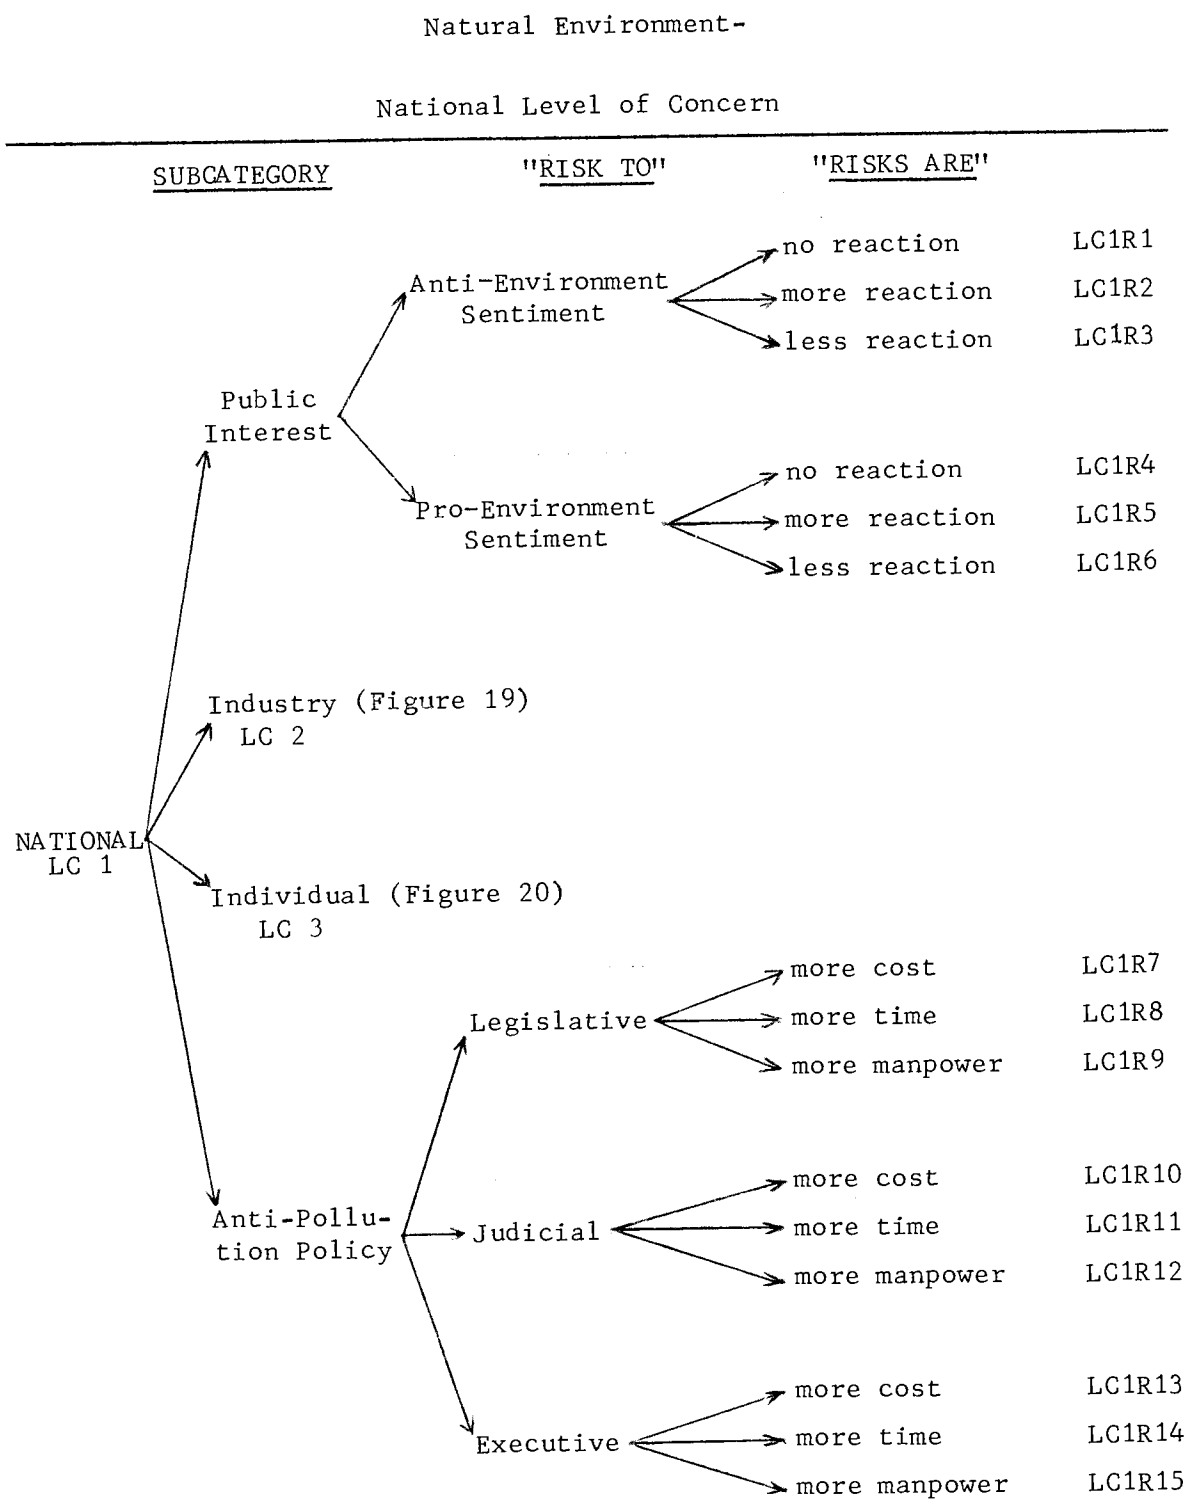 Natural Environment-
National Level of Concern
SUBCATEGORY "RISK TO" "RISKS ARE"
no reaction LC1R1
Anti-Environment
more reaction LC1R2
Sentiment
less reaction LC1R3
Public
Interest
no reaction LC1R4
Pro-Environment
more reaction LC1R5
Sentiment
less reaction LC1R6
Industry (Figure 19)
LC 2
NATIONAL
LC 1
Individual (Figure 20)
LC 3
more cost LC1R7
Legislative more time LC1R8
more manpower LC1R9
more cost LC1R10
Anti-Pollu-
Judicial more time LC1R11
tion Policy
more manpower LC1R12
more cost LC1R13
Executive more time LC1R14
more manpower LC1R15